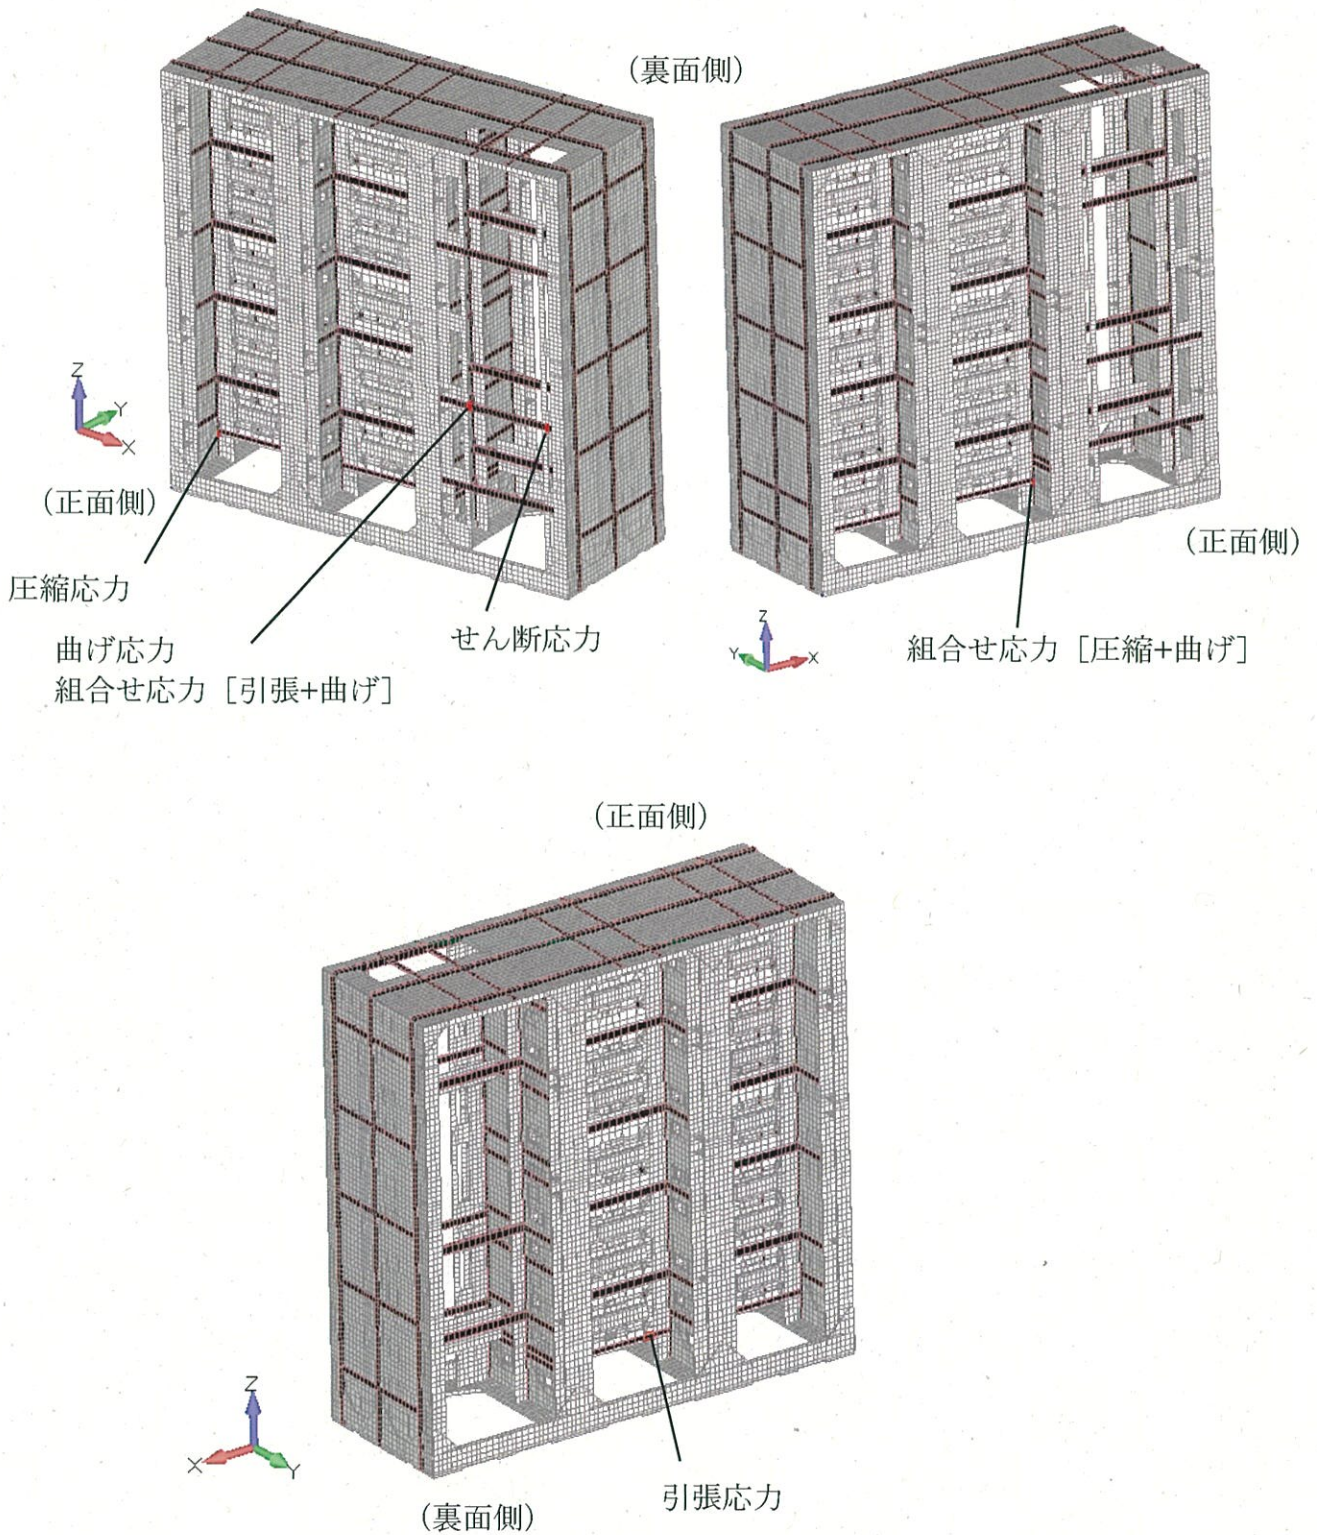 （裏面側）
Z
Y
X
（正面側）
（正面側）
圧縮応力
曲げ応力
組合せ応力［引張+曲げ］
せん断応力
Z
Y
X
組合せ応力［圧縮+曲げ］
（正面側）
Z
X
Y
（裏面側）
引張応力